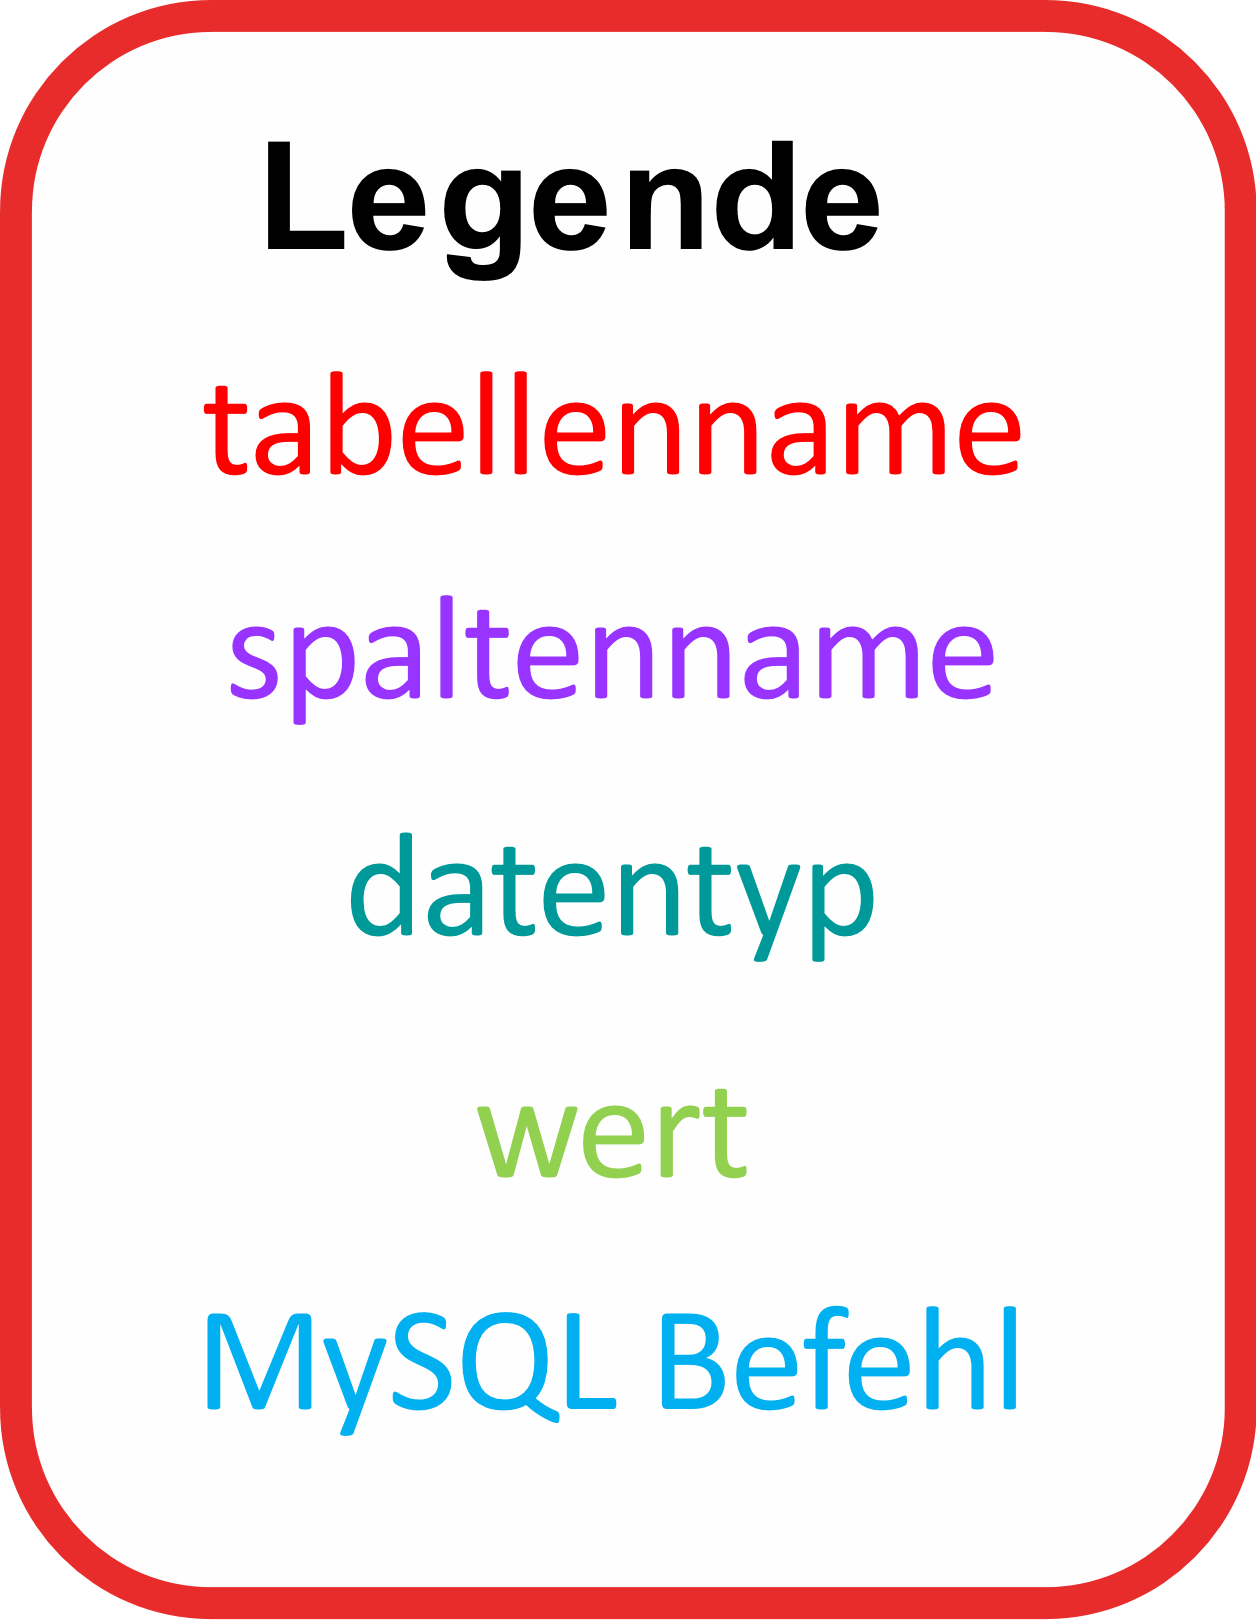 Legende
tabellenname
spaltenname
datentyp
wert
MySQL Befehl